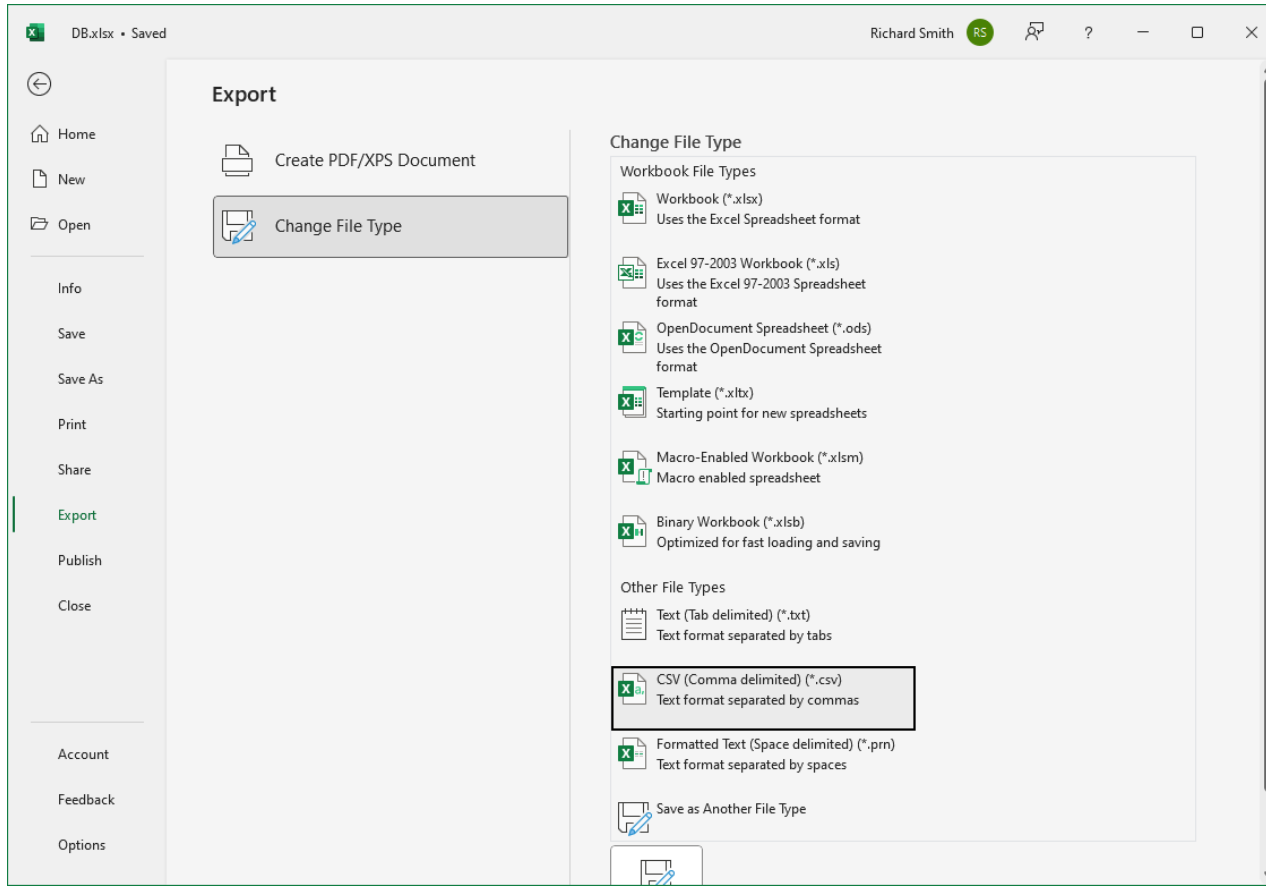 DB.xlsx • Saved
Richard Smith
RS
?
Export
Home
New
Open
Info
Save
Save As
Print
Share
Export
Publish
Close
Account
Feedback
Options
Create PDF/XPS Document
Change File Type
Change File Type
Workbook File Types
Workbook (*.xlsx)
Uses the Excel Spreadsheet format
Excel 97-2003 Workbook (*.xls)
Uses the Excel 97-2003 Spreadsheet
format
OpenDocument Spreadsheet (*.ods)
Uses the OpenDocument Spreadsheet
format
Template (*.xltx)
Starting point for new spreadsheets
Macro-Enabled Workbook (*.xlsm)
Macro enabled spreadsheet
Binary Workbook (*.xlsb)
Optimized for fast loading and saving
Other File Types
Text (Tab delimited) (*.txt)
Text format separated by tabs
CSV (Comma delimited) (*.csv)
Text format separated by commas
Formatted Text (Space delimited) (*.prn)
Text format separated by spaces
Save as Another File Type